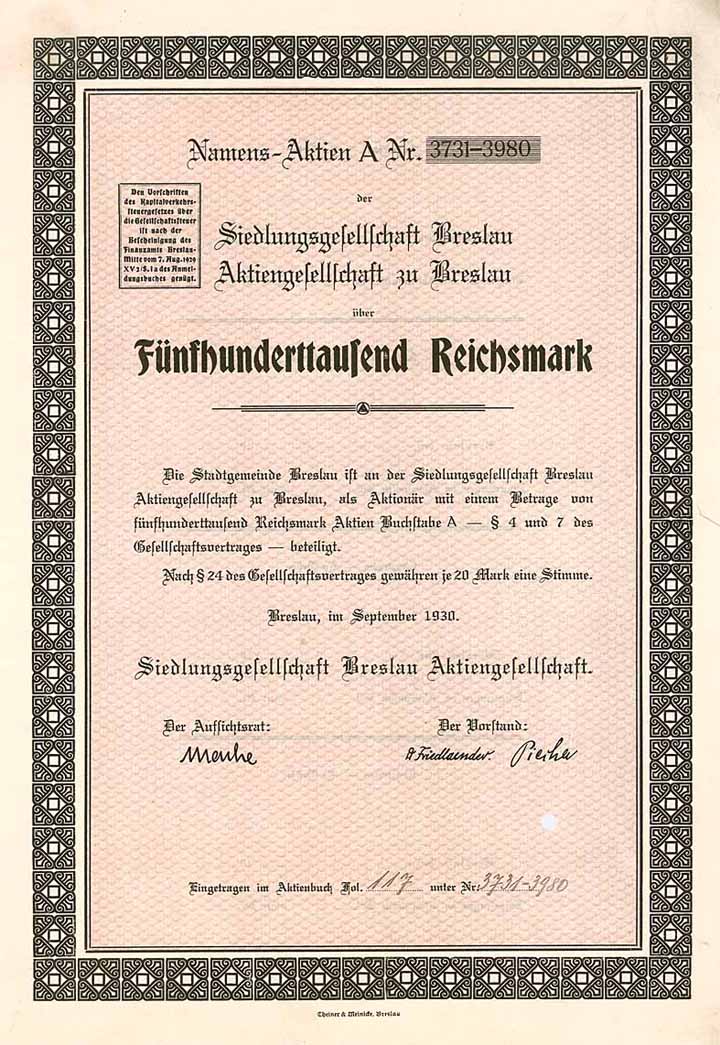 Namens-Aktien A Nr. 3731-3980
Den Vorschriften
des Kapitalverkehrs-
steuergesetzes über
die Gesellschaftsteuer
ist nach der
Bescheinigung des
Finanzamts Breslau-
Mitte vom 7. Aug. 1929
XV 2/S. 1 a des Anmel-
dungsbuches genügt.
der
Siedlungsgesellschaft Breslau
Aktiengesellschaft zu Breslau
über
Fünfhunderttausend Reichsmark
Die Stadtgemeinde Breslau ist an der Siedlungsgesellschaft Breslau
Aktiengesellschaft zu Breslau, als Aktionär mit einem Betrage von
fünfhunderttausend Reichsmark Aktien Buchstabe A — § 4 und 7 des
Gesellschaftsvertrages — beteiligt.
Nach § 24 des Gesellschaftsvertrages gewähren je 20 Mark eine Stimme.
Breslau, im September 1930.
Siedlungsgesellschaft Breslau Aktiengesellschaft.
Der Aufsichtsrat: Der Vorstand:
Friedlaender.
Eingetragen im Aktienbuch Fol. 117 unter Nr: 3731-3980
Theiner & Meinicke, Breslau